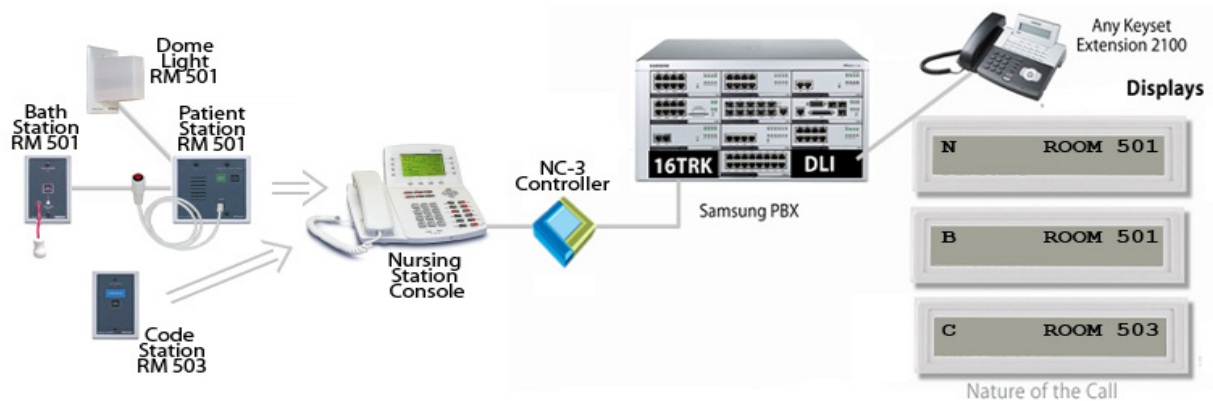 Dome
Light
RM 501
Bath
Station
RM 501
Patient
Station
RM 501
Code
Station
RM 503
Nursing
Station
Console
NC-3
Controller
16TRK
DLI
Samsung PBX
Any Keyset
Extension 2100
Displays
N ROOM 501
B ROOM 501
C ROOM 503
Nature of the Call